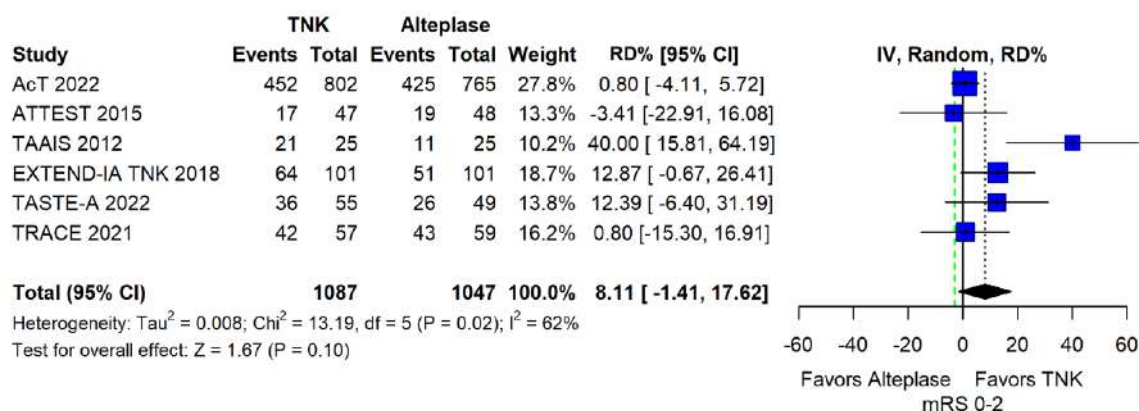 TNK Alteplase
Study Events Total Events Total Weight RD% [95% CI] IV, Random, RD%
AcT 2022 452 802 425 765 27.8% 0.80 [ -4.11, 5.72]
ATTEST 2015 17 47 19 48 13.3% -3.41 [-22.91, 16.08]
TAAIS 2012 21 25 11 25 10.2% 40.00 [ 15.81, 64.19]
EXTEND-IA TNK 2018 64 101 51 101 18.7% 12.87 [ -0.67, 26.41]
TASTE-A 2022 36 55 26 49 13.8% 12.39 [ -6.40, 31.19]
TRACE 2021 42 57 43 59 16.2% 0.80 [-15.30, 16.91]
Total (95% CI) 1087 1047 100.0% 8.11 [ -1.41, 17.62]
Heterogeneity: Tau² = 0.008; Chi² = 13.19, df = 5 (P = 0.02); I² = 62%
Test for overall effect: Z = 1.67 (P = 0.10)
-60 -40 -20 0 20 40 60
Favors Alteplase Favors TNK
mRS 0-2